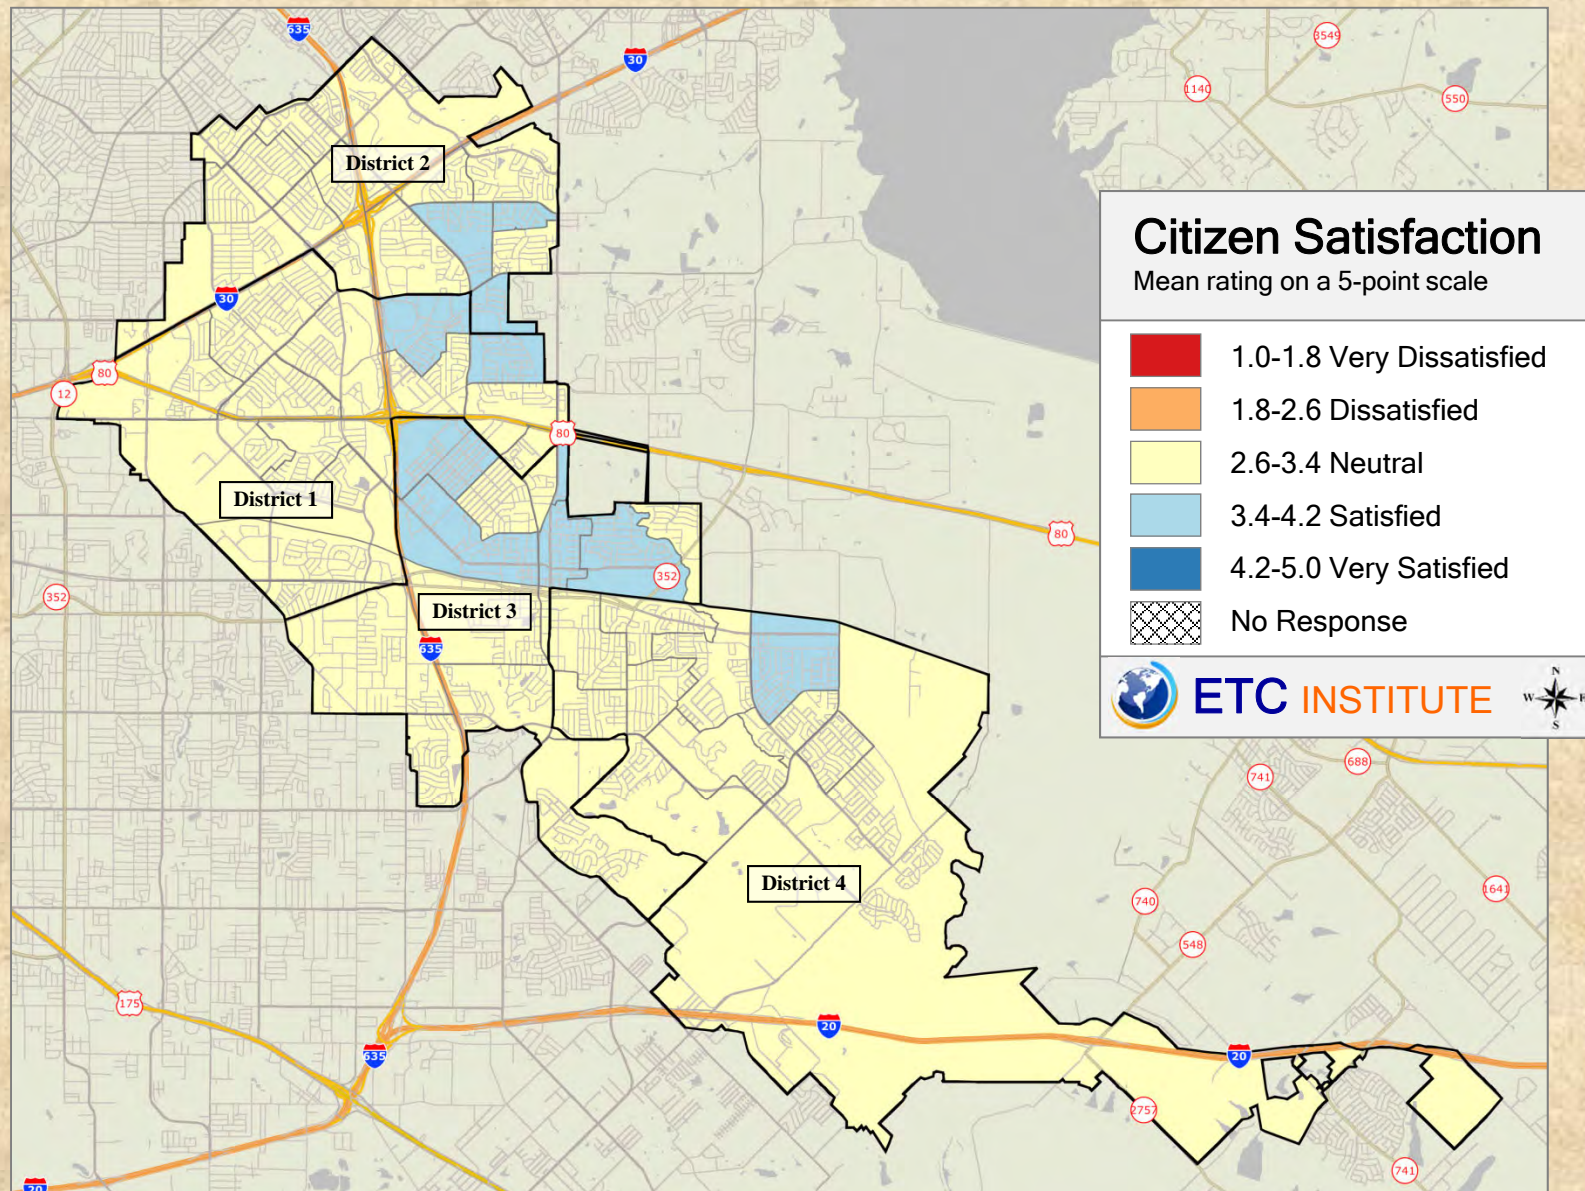 635
30
3549
1140
550
District 2
Citizen Satisfaction
Mean rating on a 5-point scale
30
1.0-1.8 Very Dissatisfied
80
12
1.8-2.6 Dissatisfied
80
2.6-3.4 Neutral
District 1
3.4-4.2 Satisfied
80
352
352
4.2-5.0 Very Satisfied
District 3
No Response
635
ETC INSTITUTE
N
W E
S
688
741
District 4
1641
740
548
175
20
635
20
2757
741
20